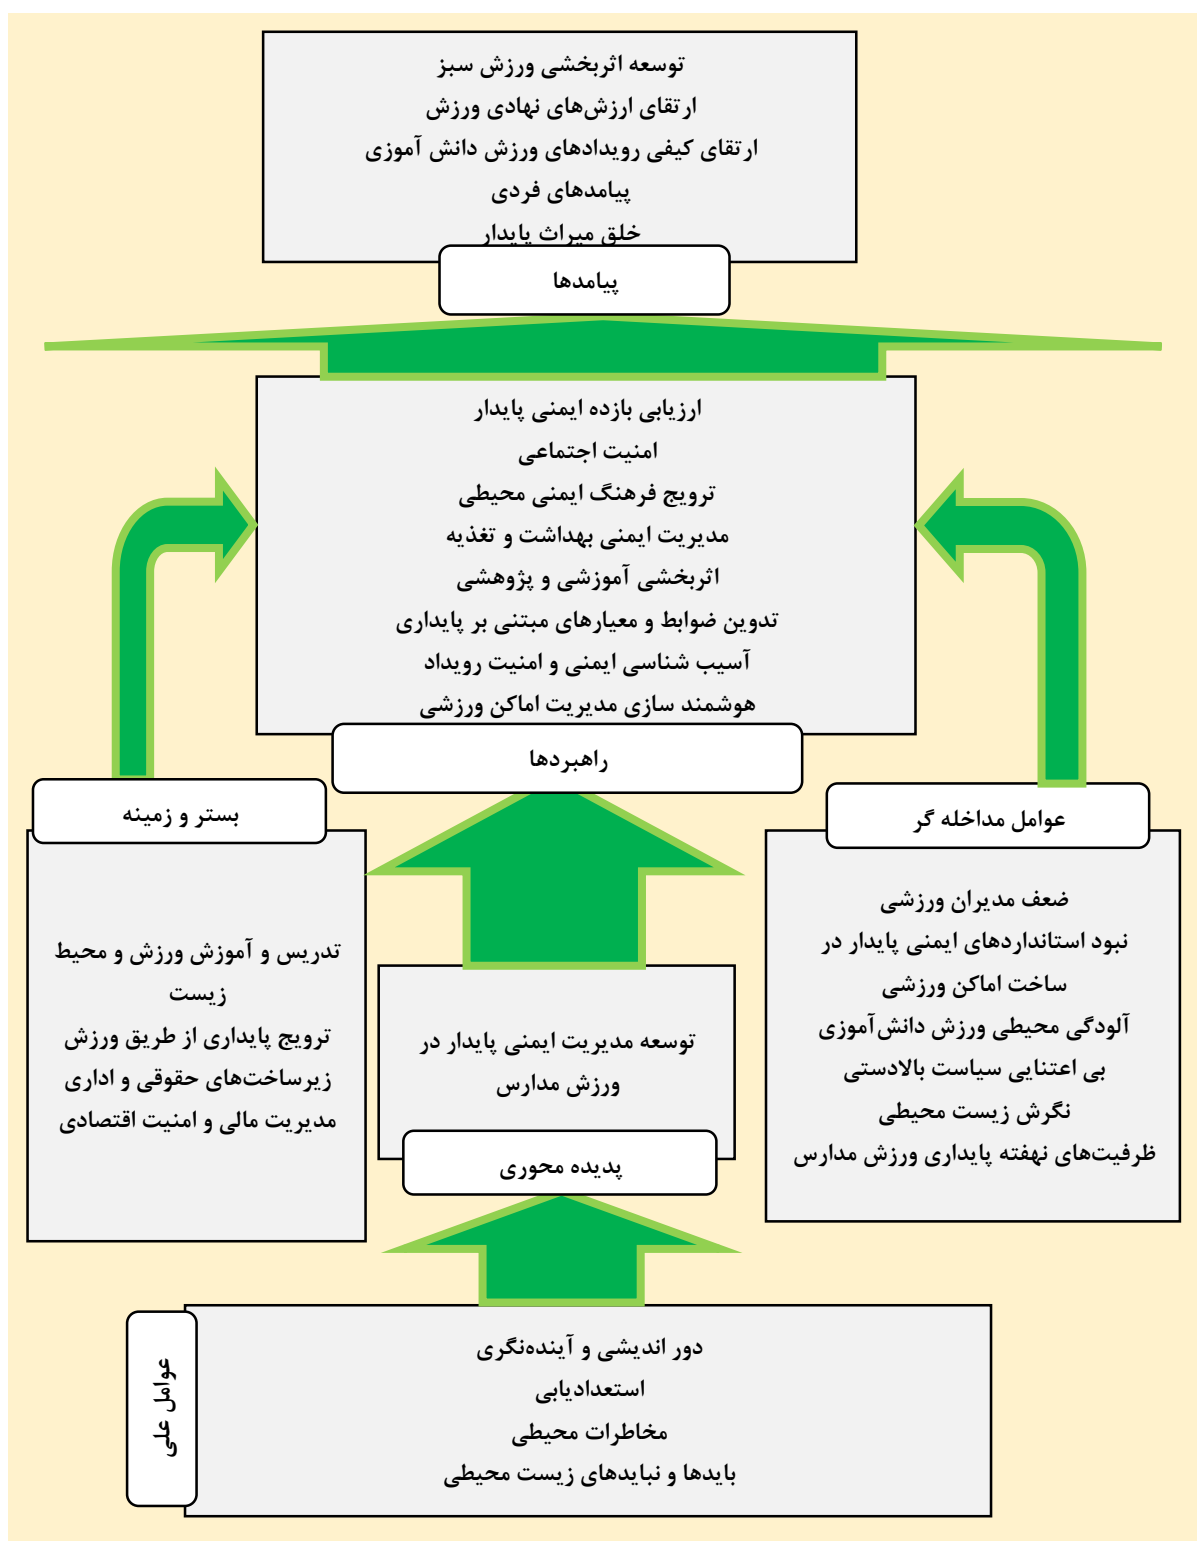 توسعه اثربخشی ورزش سبز
ارتقای ارزش‌های نهادی ورزش
ارتقای کیفی رویدادهای ورزش دانش آموزی
پیامدهای فردی
خلق میراث پایدار
پیامدها
ارزیابی بازده ایمنی پایدار
امنیت اجتماعی
ترویج فرهنگ ایمنی محیطی
مدیریت ایمنی بهداشت و تغذیه
اثربخشی آموزشی و پژوهشی
تدوین ضوابط و معیارهای مبتنی بر پایداری
آسیب شناسی ایمنی و امنیت رویداد
هوشمند سازی مدیریت اماکن ورزشی
راهبردها
عوامل مداخله گر
ضعف مدیران ورزشی
نبود استانداردهای ایمنی پایدار در
ساخت اماکن ورزشی
آلودگی محیطی ورزش دانش‌آموزی
بی اعتنایی سیاست بالادستی
نگرش زیست محیطی
ظرفیت‌های نهفته پایداری ورزش مدارس
بستر و زمینه
تدریس و آموزش ورزش و محیط
زیست
ترویج پایداری از طریق ورزش
زیرساخت‌های حقوقی و اداری
مدیریت مالی و امنیت اقتصادی
توسعه مدیریت ایمنی پایدار در
ورزش مدارس
پدیده محوری
دور اندیشی و آینده‌نگری
استعدادیابی
مخاطرات محیطی
بایدها و نبایدهای زیست محیطی
عوامل علی